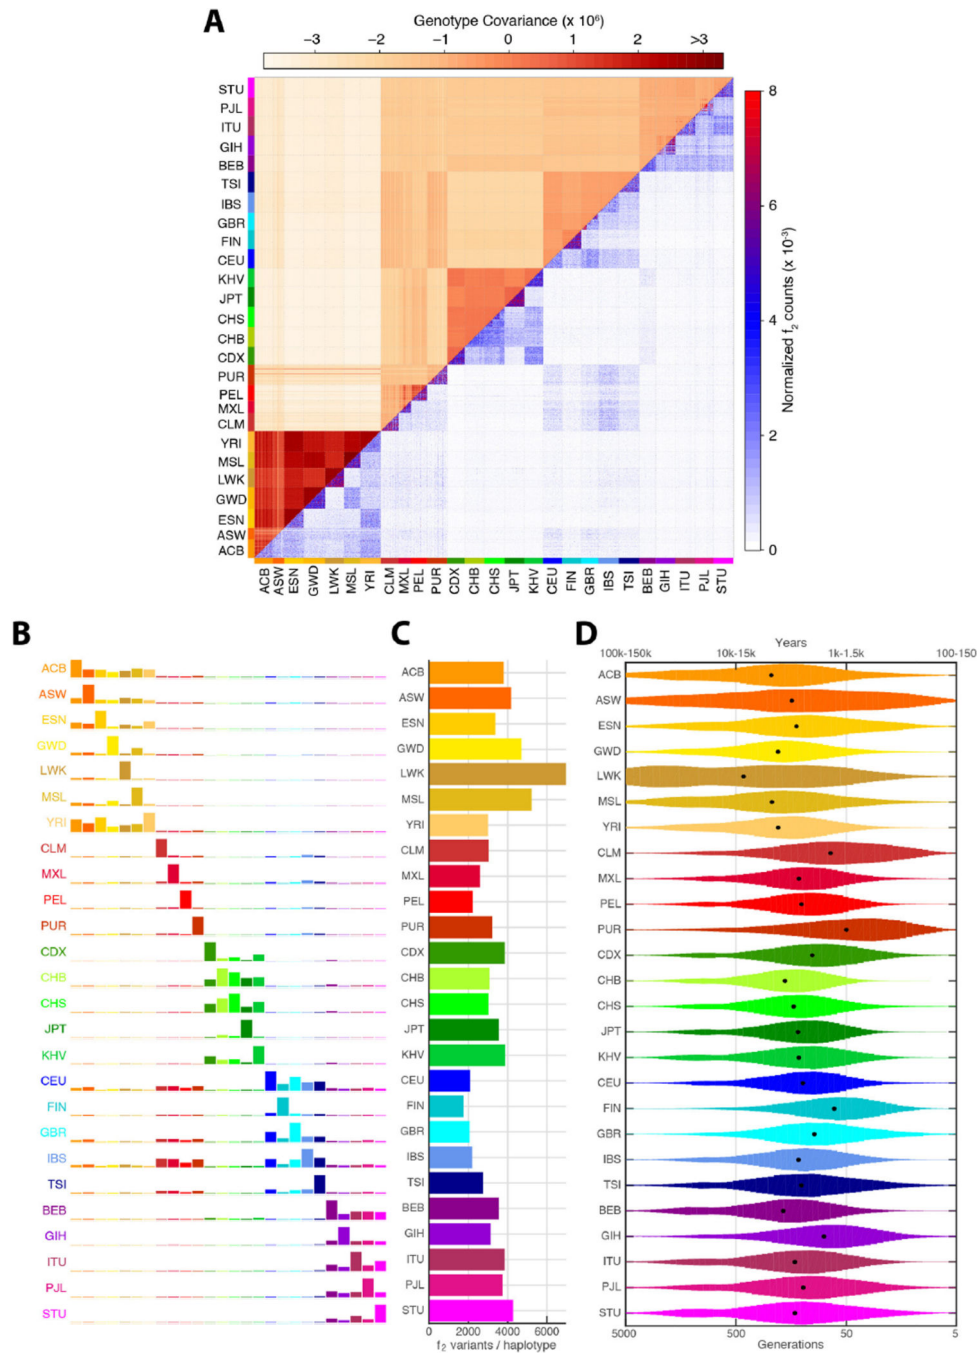 A
Genotype Covariance (x 10⁶)
−3 −2 −1 0 1 2 >3
STU
PJL
ITU
GIH
BEB
TSI
IBS
GBR
FIN
CEU
KHV
JPT
CHS
CHB
CDX
PUR
PEL
MXL
CLM
YRI
MSL
LWK
GWD
ESN
ASW
ACB
8
6
4
2
0
Normalized f₂ counts (x 10⁻³)
ACB ASW ESN GWD LWK MSL YRI CLM MXL PEL PUR CDX CHB CHS JPT KHV CEU FIN GBR IBS TSI BEB GIH ITU PJL STU
B
ACB
ASW
ESN
GWD
LWK
MSL
YRI
CLM
MXL
PEL
PUR
CDX
CHB
CHS
JPT
KHV
CEU
FIN
GBR
IBS
TSI
BEB
GIH
ITU
PJL
STU
C
ACB
ASW
ESN
GWD
LWK
MSL
YRI
CLM
MXL
PEL
PUR
CDX
CHB
CHS
JPT
KHV
CEU
FIN
GBR
IBS
TSI
BEB
GIH
ITU
PJL
STU
0 2000 4000 6000
f₂ variants / haplotype
D
Years
100k-150k 10k-15k 1k-1.5k 100-150
ACB
ASW
ESN
GWD
LWK
MSL
YRI
CLM
MXL
PEL
PUR
CDX
CHB
CHS
JPT
KHV
CEU
FIN
GBR
IBS
TSI
BEB
GIH
ITU
PJL
STU
5000 500 50 5
Generations